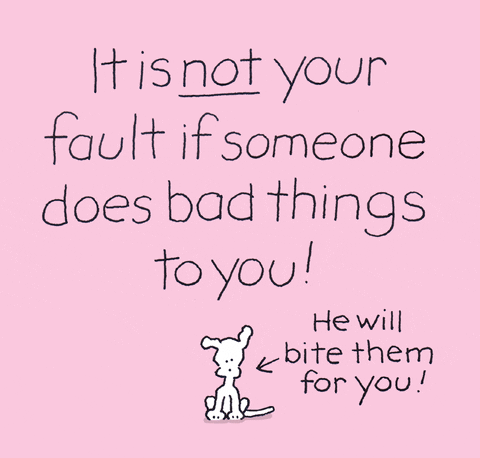 It is not your
fault if someone
does bad things
to you!
He will
bite them
for you!